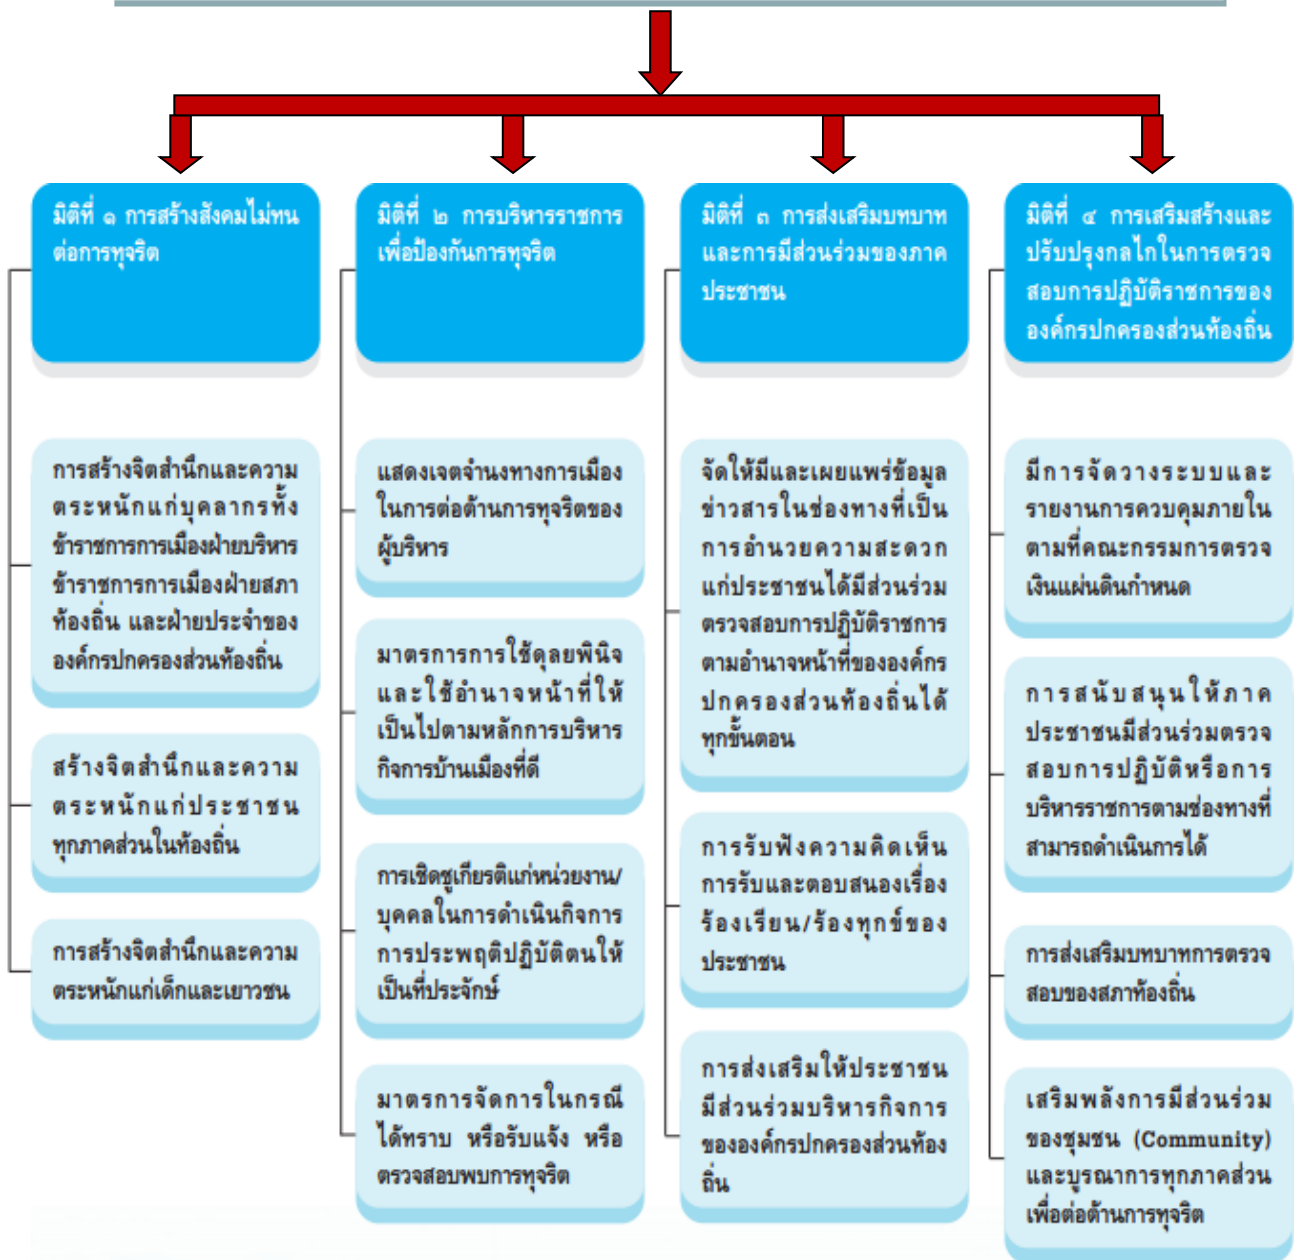 มิติที่ ๑ การสร้างสังคมไม่ทน
ต่อการทุจริต
การสร้างจิตสำนึกและความ
ตระหนักแก่บุคลากรทั้ง
ข้าราชการการเมืองฝ่ายบริหาร
ข้าราชการการเมืองฝ่ายสภา
ท้องถิ่น และฝ่ายประจำของ
องค์กรปกครองส่วนท้องถิ่น
สร้างจิตสำนึกและความ
ตระหนักแก่ประชาชน
ทุกภาคส่วนในท้องถิ่น
การสร้างจิตสำนึกและความ
ตระหนักแก่เด็กและเยาวชน
มิติที่ ๒ การบริหารราชการ
เพื่อป้องกันการทุจริต
แสดงเจตจำนงทางการเมือง
ในการต่อต้านการทุจริตของ
ผู้บริหาร
มาตรการการใช้ดุลยพินิจ
และใช้อำนาจหน้าที่ให้
เป็นไปตามหลักการบริหาร
กิจการบ้านเมืองที่ดี
การเชิดชูเกียรติแก่หน่วยงาน/
บุคคลในการดำเนินกิจการ
การประพฤติปฏิบัติตนให้
เป็นที่ประจักษ์
มาตรการจัดการในกรณี
ได้ทราบ หรือรับแจ้ง หรือ
ตรวจสอบพบการทุจริต
มิติที่ ๓ การส่งเสริมบทบาท
และการมีส่วนร่วมของภาค
ประชาชน
จัดให้มีและเผยแพร่ข้อมูล
ข่าวสารในช่องทางที่เป็น
การอำนวยความสะดวก
แก่ประชาชนได้มีส่วนร่วม
ตรวจสอบการปฏิบัติราชการ
ตามอำนาจหน้าที่ขององค์กร
ปกครองส่วนท้องถิ่นได้
ทุกขั้นตอน
การรับฟังความคิดเห็น
การรับและตอบสนองเรื่อง
ร้องเรียน/ร้องทุกข์ของ
ประชาชน
การส่งเสริมให้ประชาชน
มีส่วนร่วมบริหารกิจการ
ขององค์กรปกครองส่วนท้อง
ถิ่น
มิติที่ ๔ การเสริมสร้างและ
ปรับปรุงกลไกในการตรวจ
สอบการปฏิบัติราชการของ
องค์กรปกครองส่วนท้องถิ่น
มีการจัดวางระบบและ
รายงานการควบคุมภายใน
ตามที่คณะกรรมการตรวจ
เงินแผ่นดินกำหนด
การสนับสนุนให้ภาค
ประชาชนมีส่วนร่วมตรวจ
สอบการปฏิบัติหรือการ
บริหารราชการตามช่องทางที่
สามารถดำเนินการได้
การส่งเสริมบทบาทการตรวจ
สอบของสภาท้องถิ่น
เสริมพลังการมีส่วนร่วม
ของชุมชน (Community)
และบูรณาการทุกภาคส่วน
เพื่อต่อต้านการทุจริต